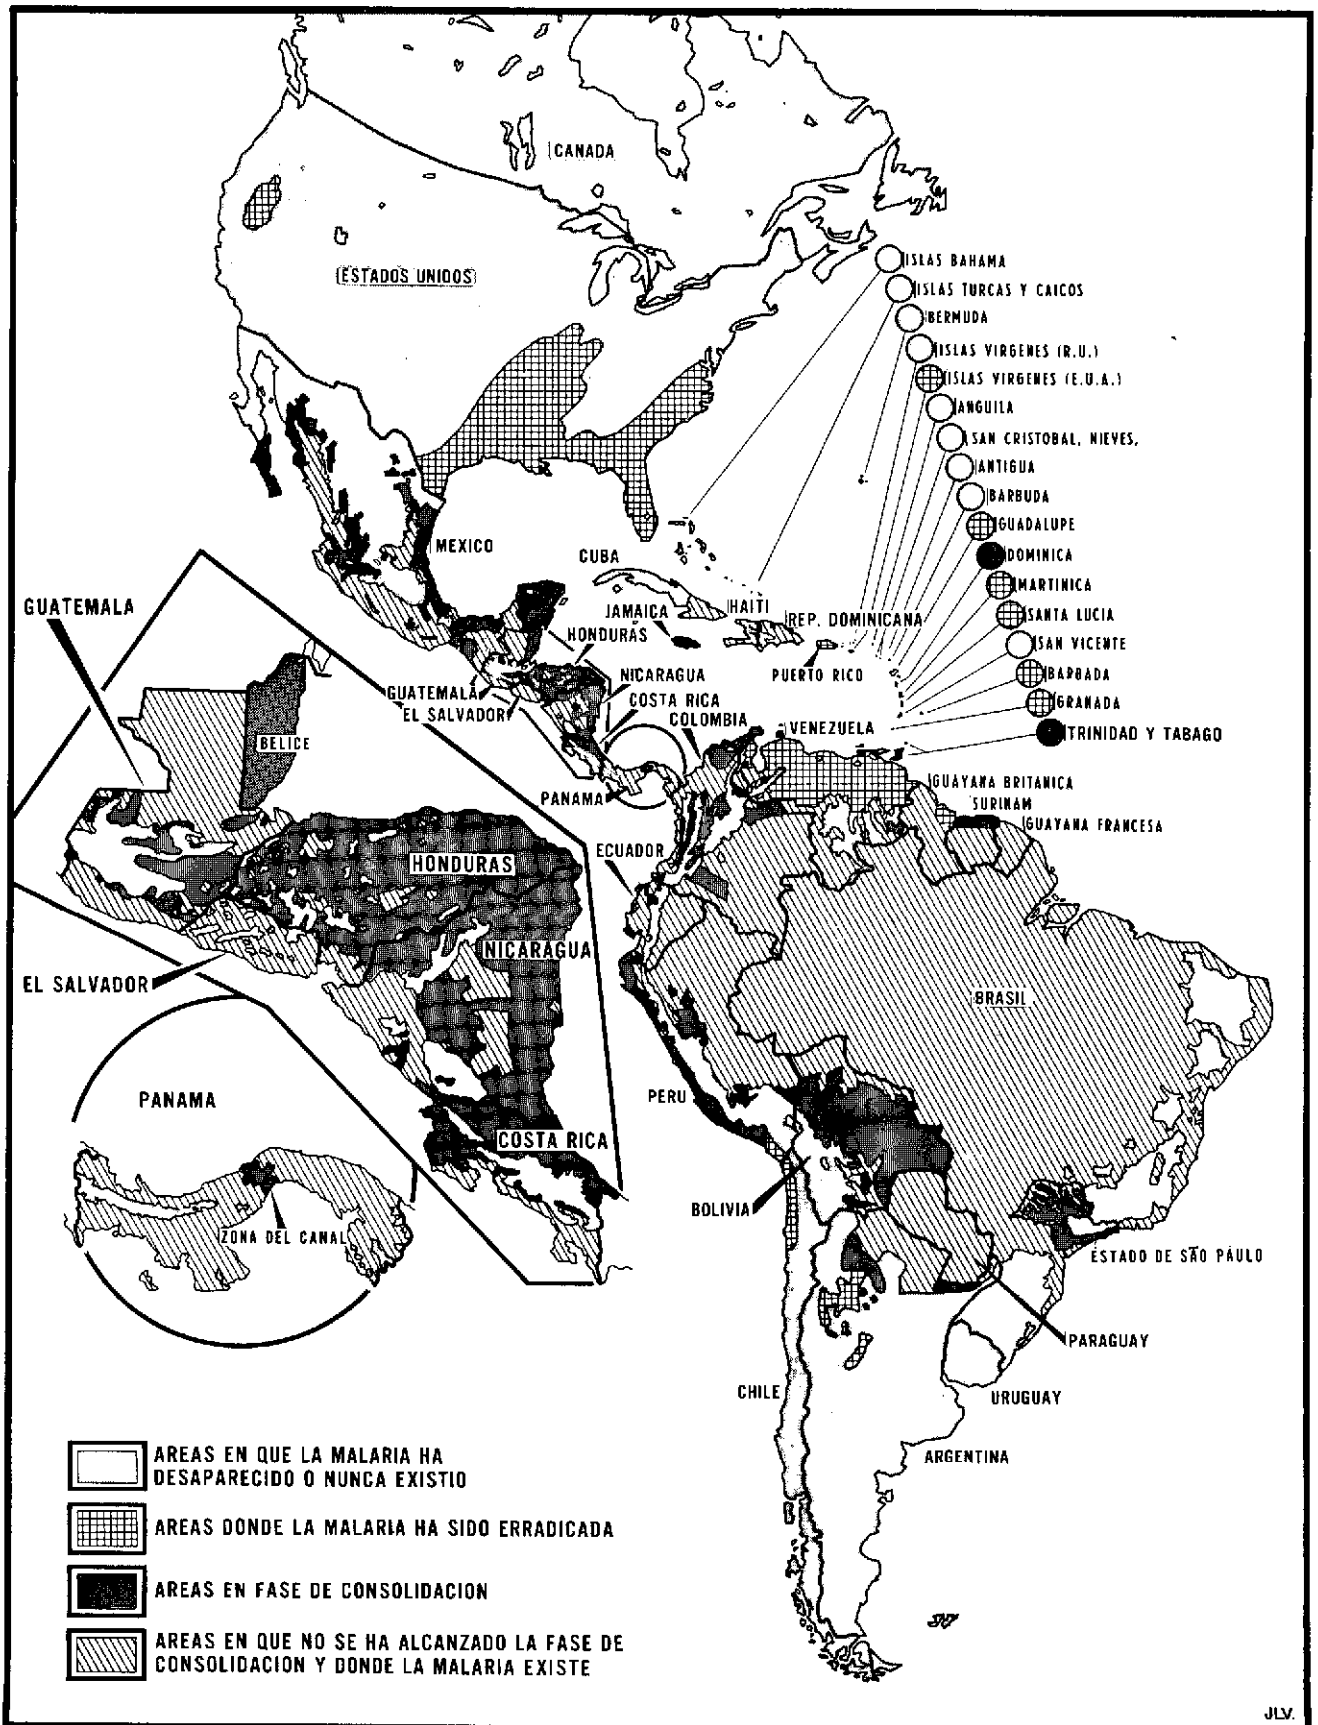 CANADA
ESTADOS UNIDOS
ISLAS BAHAMA
ISLAS TURCAS Y CAICOS
BERMUDA
ISLAS VIRGENES (R.U.)
ISLAS VIRGENES (E.U.A.)
ANGUILA
SAN CRISTOBAL, NIEVES,
ANTIGUA
BARBUDA
GUADALUPE
DOMINICA
MARTINICA
SANTA LUCIA
SAN VICENTE
BARBADA
GRANADA
TRINIDAD Y TABAGO
MEXICO
CUBA
JAMAICA
HAITI
REP. DOMINICANA
HONDURAS
PUERTO RICO
NICARAGUA
GUATEMALA
COSTA RICA
EL SALVADOR
COLOMBIA
VENEZUELA
PANAMA
GUAYANA BRITANICA
SURINAM
GUAYANA FRANCESA
ECUADOR
GUATEMALA
BELICE
HONDURAS
NICARAGUA
EL SALVADOR
COSTA RICA
PANAMA
ZONA DEL CANAL
BRASIL
PERU
BOLIVIA
ESTADO DE SÃO PAULO
PARAGUAY
CHILE
URUGUAY
ARGENTINA
AREAS EN QUE LA MALARIA HA
DESAPARECIDO O NUNCA EXISTIO
AREAS DONDE LA MALARIA HA SIDO ERRADICADA
AREAS EN FASE DE CONSOLIDACION
AREAS EN QUE NO SE HA ALCANZADO LA FASE DE
CONSOLIDACION Y DONDE LA MALARIA EXISTE
JLV.